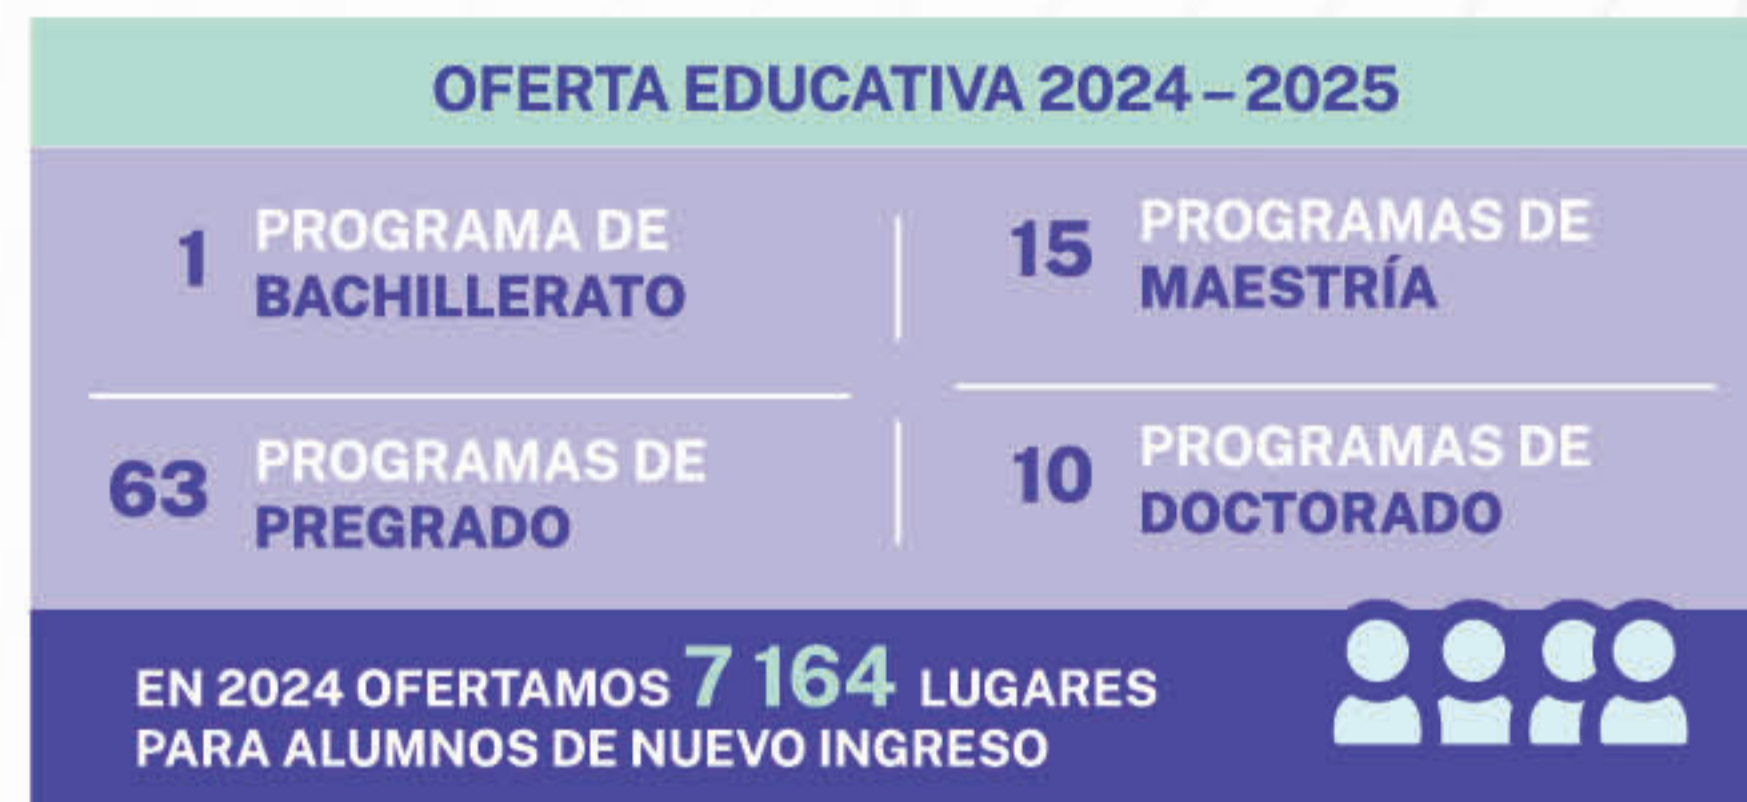 OFERTA EDUCATIVA 2024 – 2025
1 PROGRAMA DE
BACHILLERATO
15 PROGRAMAS DE
MAESTRÍA
63 PROGRAMAS DE
PREGRADO
10 PROGRAMAS DE
DOCTORADO
EN 2024 OFERTAMOS 7 164 LUGARES
PARA ALUMNOS DE NUEVO INGRESO